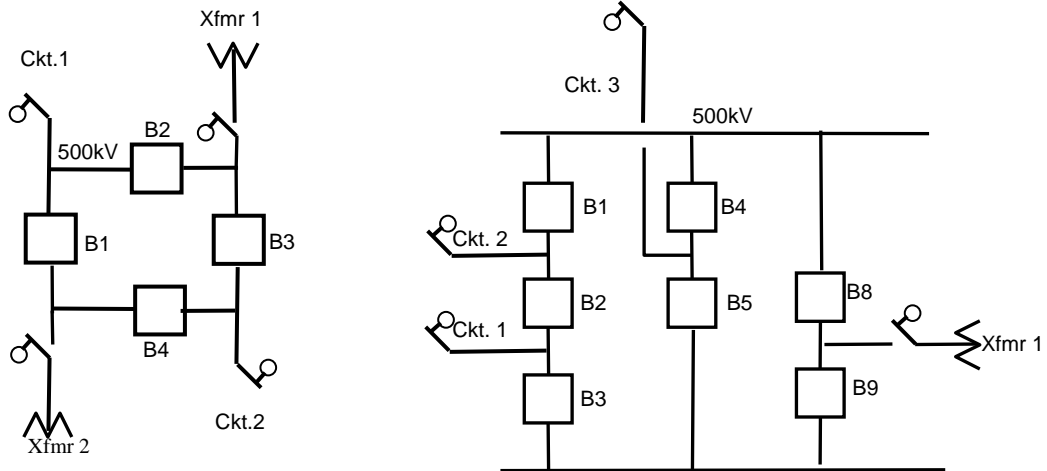 Xfmr 1
Ckt.1
B2
500kV
B1
B3
B4
Ckt.2
Xfmr 2
Ckt. 3
500kV
B1
B4
Ckt. 2
B2
B5
B8
Ckt. 1
Xfmr 1
B3
B9